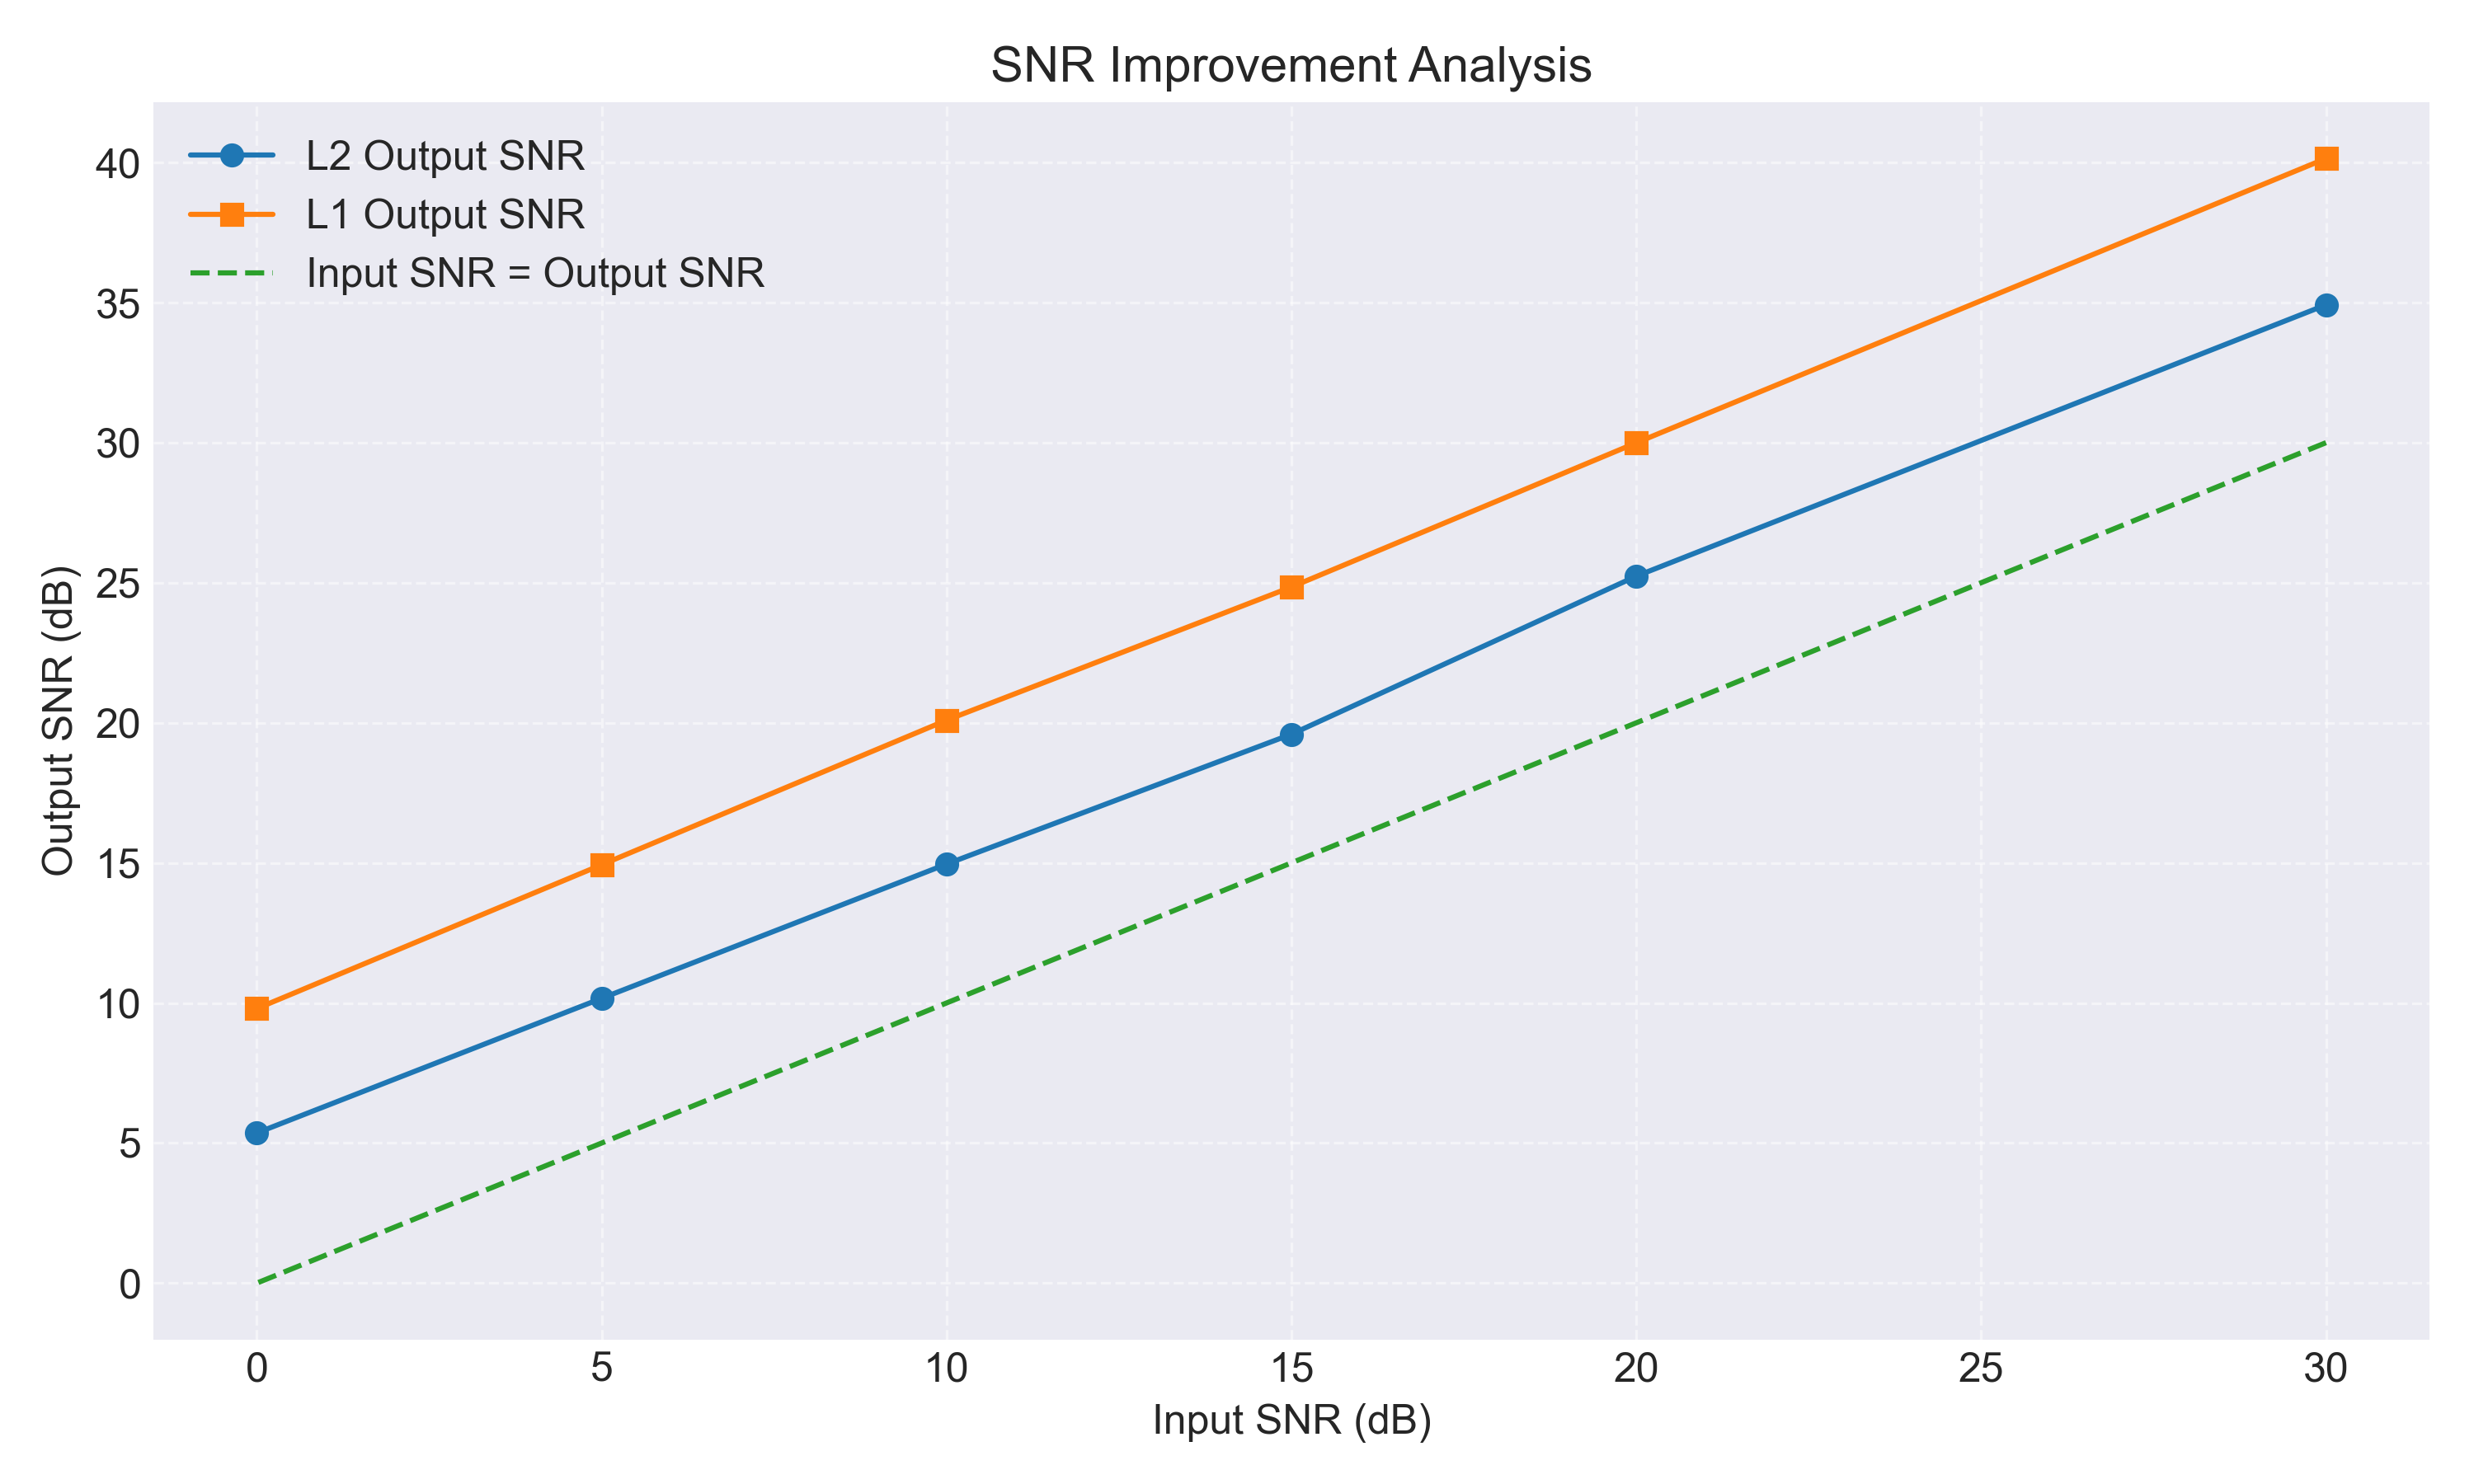 SNR Improvement Analysis
L2 Output SNR
L1 Output SNR
Input SNR = Output SNR
Output SNR (dB)
40
35
30
25
20
15
10
5
0
0 5 10 15 20 25 30
Input SNR (dB)